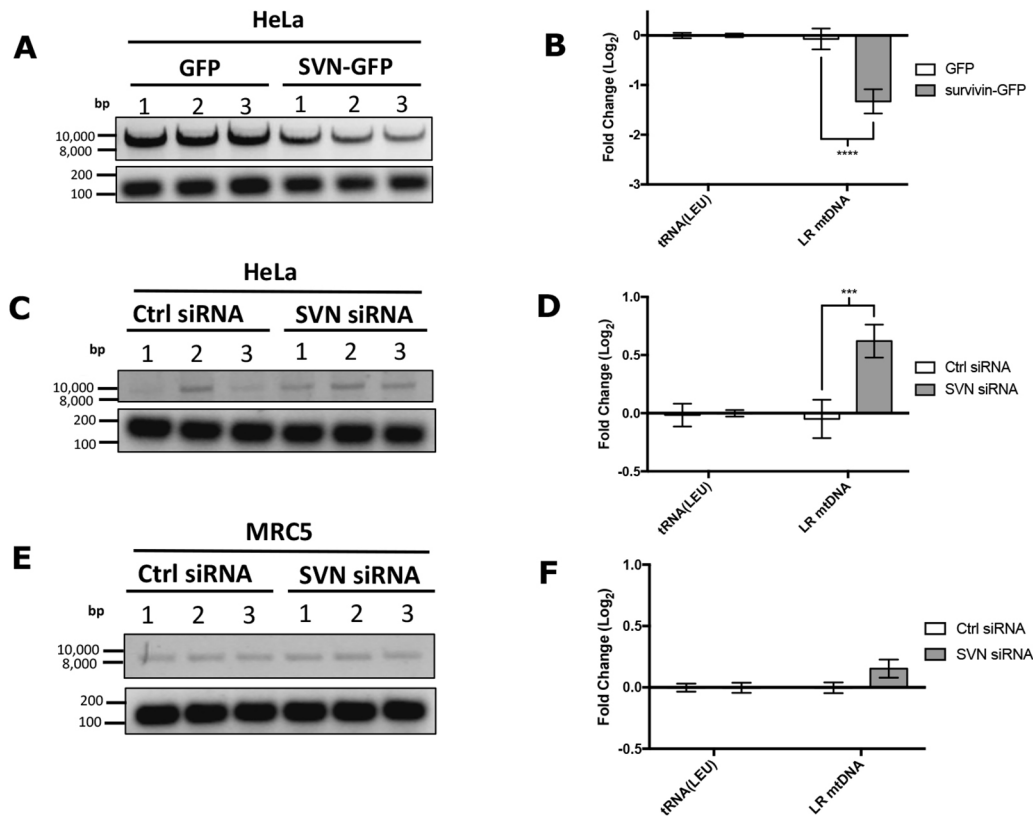 A
HeLa
GFP SVN-GFP
bp 1 2 3 1 2 3
10,000
8,000
200
100
B
Fold Change (Log2)
0
-1
-2
-3
****
tRNA(LEU)
LR mtDNA
GFP
survivin-GFP
C
HeLa
Ctrl siRNA SVN siRNA
bp 1 2 3 1 2 3
10,000
8,000
200
100
D
Fold Change (Log2)
1.0
0.5
0.0
-0.5
***
tRNA(LEU)
LR mtDNA
Ctrl siRNA
SVN siRNA
E
MRC5
Ctrl siRNA SVN siRNA
bp 1 2 3 1 2 3
10,000
8,000
200
100
F
Fold Change (Log2)
1.0
0.5
0.0
-0.5
tRNA(LEU)
LR mtDNA
Ctrl siRNA
SVN siRNA